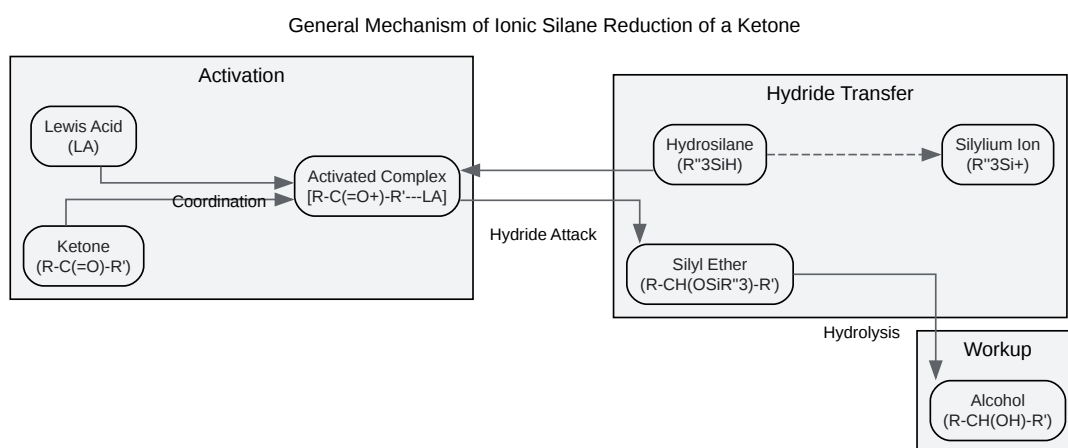 General Mechanism of Ionic Silane Reduction of a Ketone
Activation
Lewis Acid
(LA)
Activated Complex
[R-C(=O+)-R'---LA]
Coordination
Ketone
(R-C(=O)-R')
Hydride Transfer
Hydrosilane
(R"3SiH)
Silylium Ion
(R"3Si+)
Hydride Attack
Silyl Ether
(R-CH(OSiR"3)-R')
Hydrolysis
Workup
Alcohol
(R-CH(OH)-R')